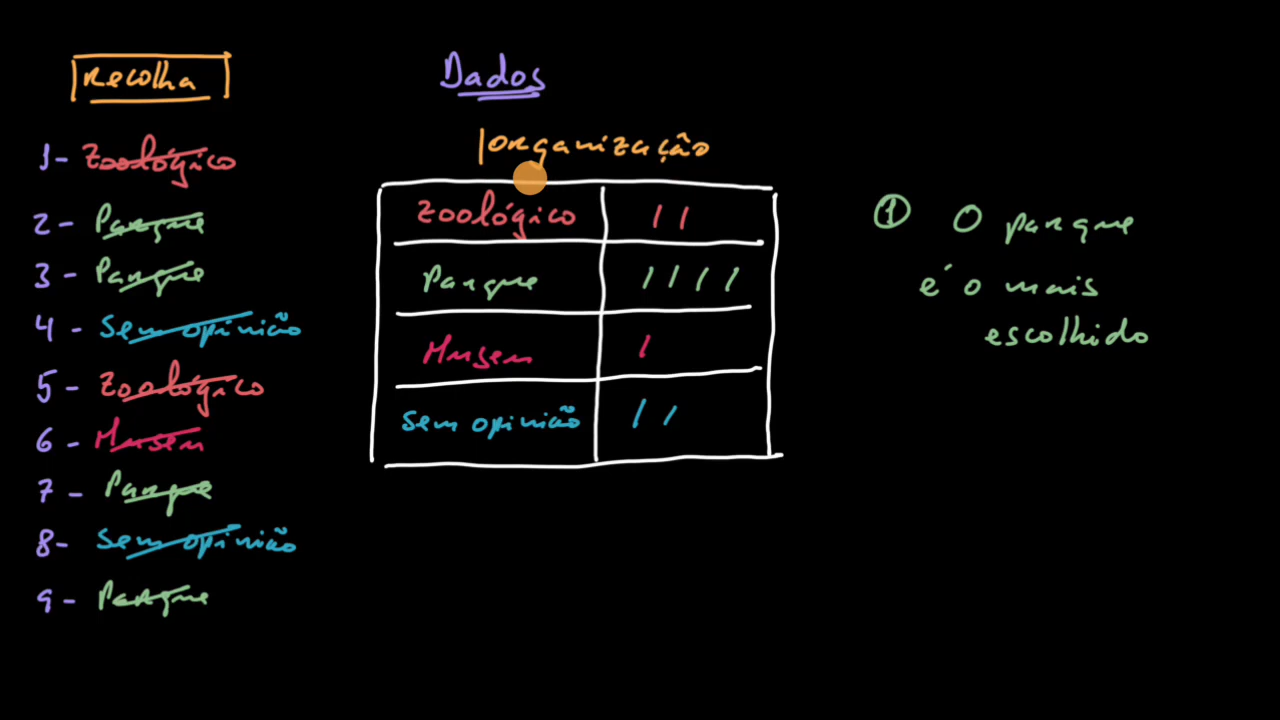 Recolha
1- Zoológico
2- Parque
3- Parque
4- Sem opinião
5- Zoológico
6- Museu
7- Parque
8- Sem opinião
9- Parque
Dados
organização
Zoológico
Parque
Museu
Sem opinião
① O parque
é o mais
escolhido